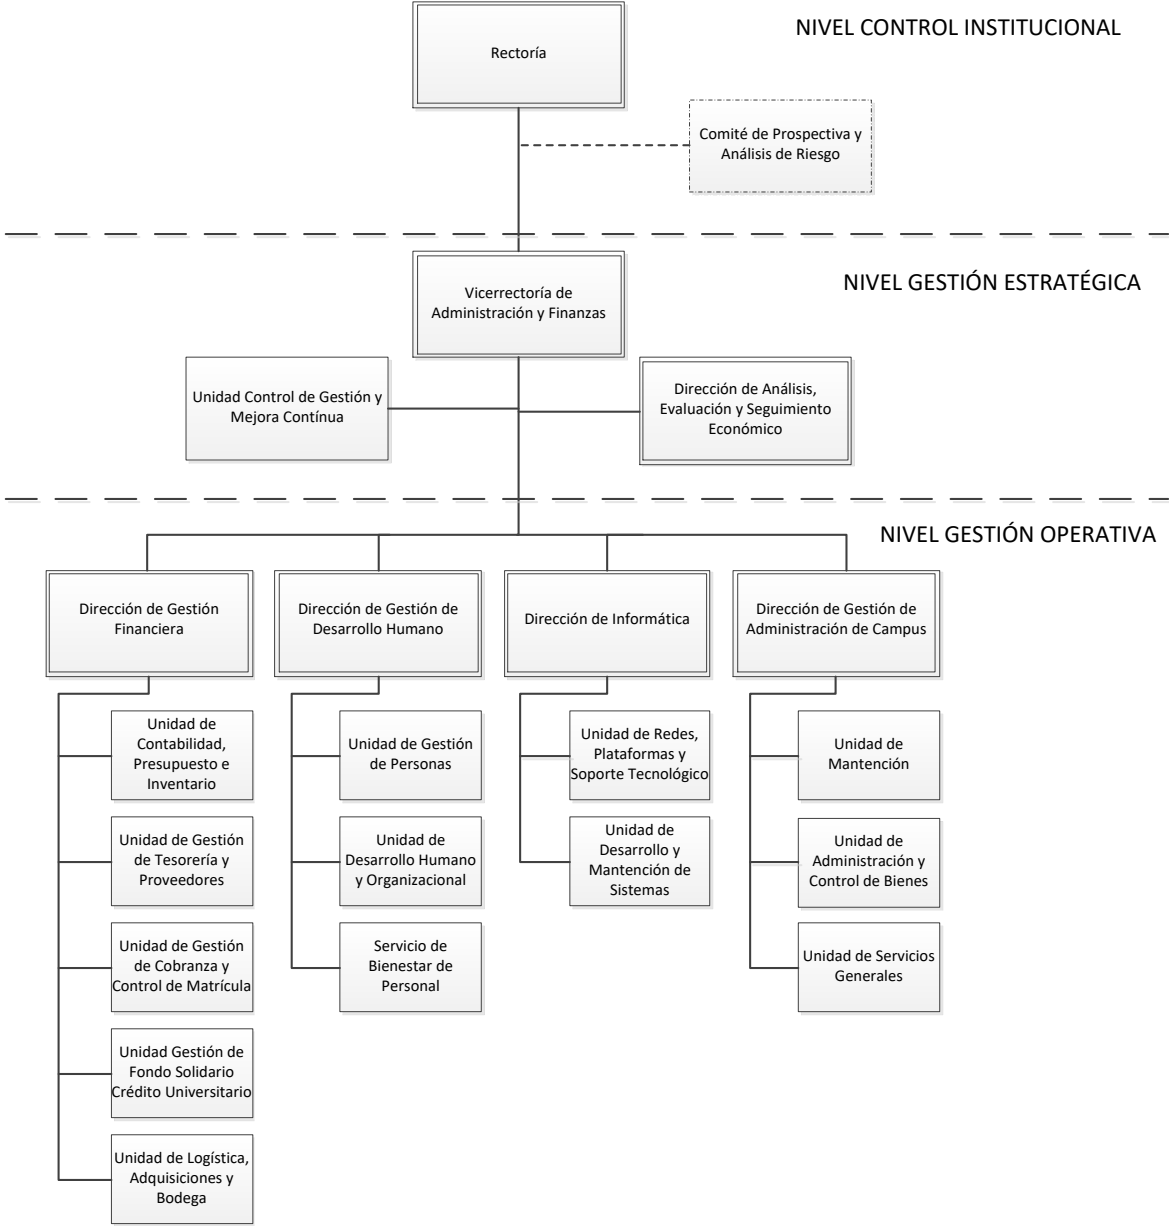 NIVEL CONTROL INSTITUCIONAL
Rectoría
Comité de Prospectiva y
Análisis de Riesgo
NIVEL GESTIÓN ESTRATÉGICA
Vicerrectoría de
Administración y Finanzas
Unidad Control de Gestión y
Mejora Contínua
Dirección de Análisis,
Evaluación y Seguimiento
Económico
NIVEL GESTIÓN OPERATIVA
Dirección de Gestión
Financiera
Dirección de Gestión de
Desarrollo Humano
Dirección de Informática
Dirección de Gestión de
Administración de Campus
Unidad de
Contabilidad,
Presupuesto e
Inventario
Unidad de Gestión
de Tesorería y
Proveedores
Unidad de Gestión
de Cobranza y
Control de Matrícula
Unidad Gestión de
Fondo Solidario
Crédito Universitario
Unidad de Logística,
Adquisiciones y
Bodega
Unidad de Gestión
de Personas
Unidad de
Desarrollo Humano
y Organizacional
Servicio de
Bienestar de
Personal
Unidad de Redes,
Plataformas y
Soporte Tecnológico
Unidad de
Desarrollo y
Mantención de
Sistemas
Unidad de
Mantención
Unidad de
Administración y
Control de Bienes
Unidad de Servicios
Generales